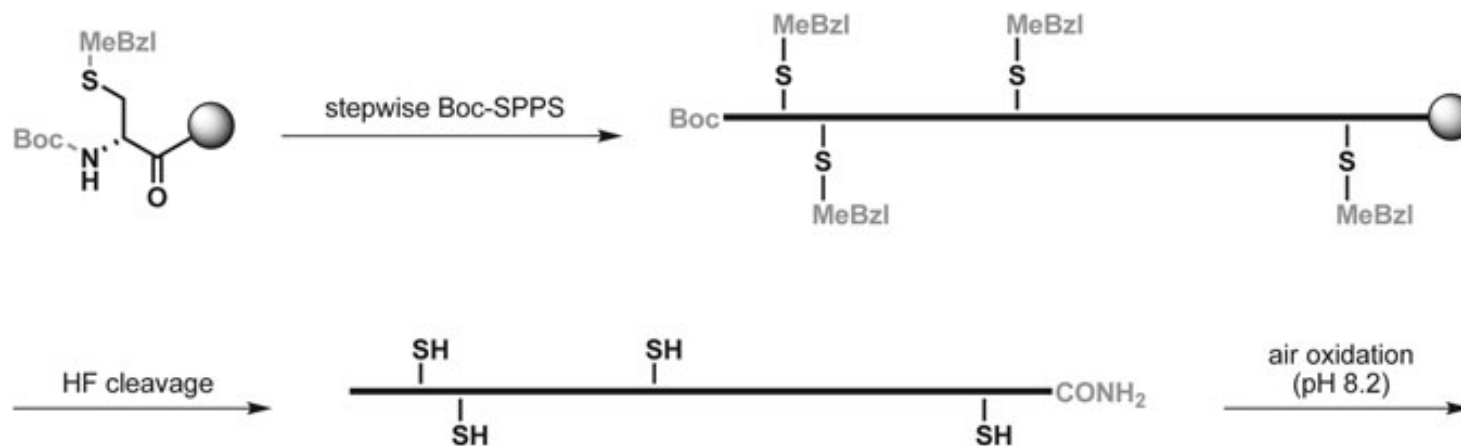 MeBzl
S
Boc
N
H
O
stepwise Boc-SPPS
MeBzl
MeBzl
S
S
Boc
S
S
MeBzl
MeBzl
HF cleavage
SH
SH
CONH₂
SH
SH
air oxidation
(pH 8.2)